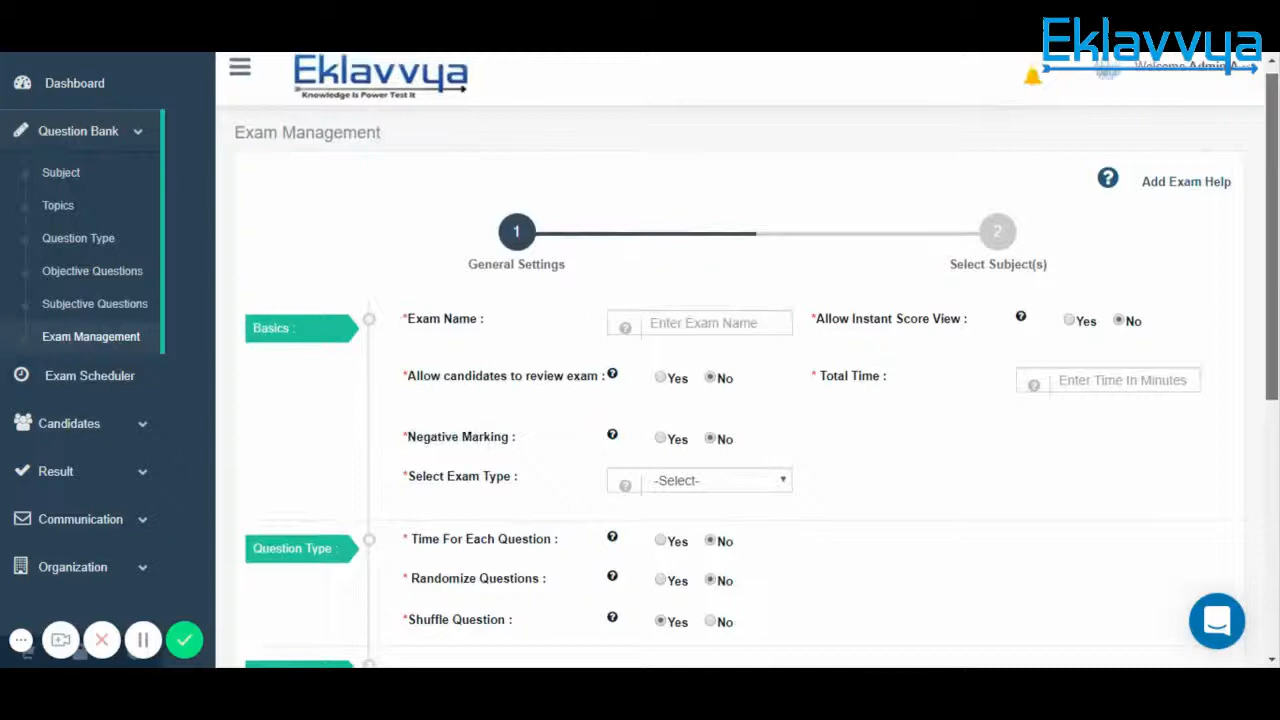 Eklavvya
Dashboard
Question Bank
Subject
Topics
Question Type
Objective Questions
Subjective Questions
Exam Management
Exam Scheduler
Candidates
Result
Communication
Organization
Eklavvya
Knowledge Is Power Test It
Welcome Admin A
Exam Management
? Add Exam Help
1 2
General Settings Select Subject(s)
Basics :
*Exam Name : ? Enter Exam Name *Allow Instant Score View : ? Yes No
*Allow candidates to review exam : ? Yes No * Total Time : ? Enter Time In Minutes
*Negative Marking : ? Yes No
*Select Exam Type : ? -Select-
Question Type :
* Time For Each Question : ? Yes No
* Randomize Questions : ? Yes No
*Shuffle Question : ? Yes No